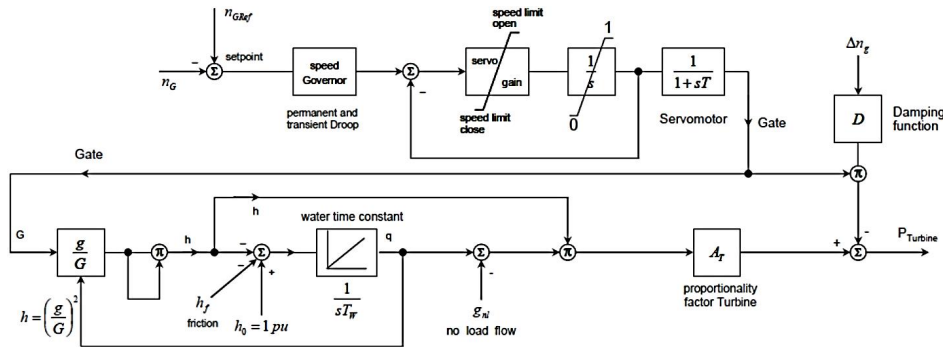 n_GRef
speed limit
open
1
Δn_g
− Σ setpoint
speed
Governor
Σ
−
servo
gain
1/s
1/(1+sT)
n_G
permanent and
transient Droop
speed limit
close
0
Servomotor
Gate
D
Damping
function
Gate
π
h
water time constant
G
g/G
π
h
−
Σ
−
+
q
Σ
-
π
A_T
+
-
Σ
P_Turbine
h = (g/G)^2
h_f
friction
h_0 = 1 pu
1/(sT_W)
g_nl
no load flow
proportionality
factor Turbine